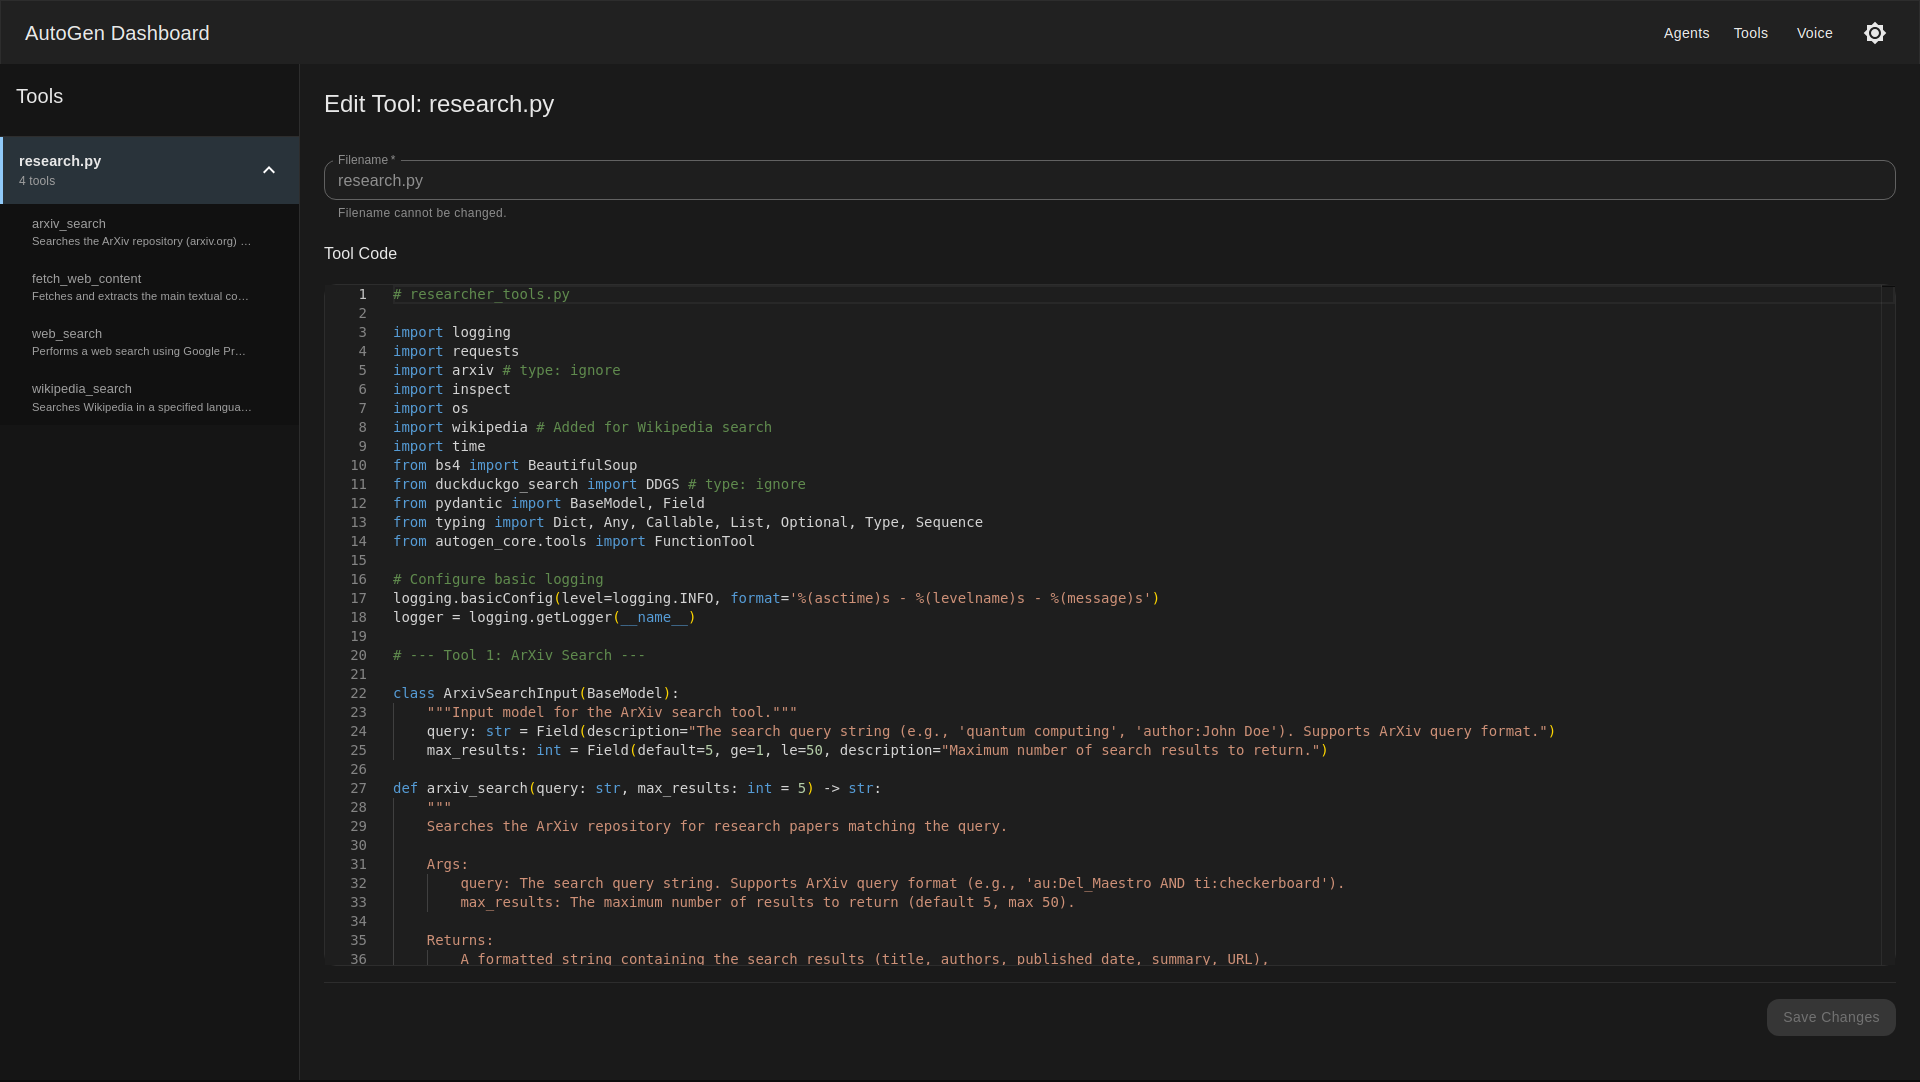 AutoGen Dashboard
Agents Tools Voice
Tools
research.py
4 tools
arxiv_search
Searches the ArXiv repository (arxiv.org) …
fetch_web_content
Fetches and extracts the main textual co…
web_search
Performs a web search using Google Pr…
wikipedia_search
Searches Wikipedia in a specified langua…
Edit Tool: research.py
Filename *
research.py
Filename cannot be changed.
Tool Code
1 # researcher_tools.py
2
3 import logging
4 import requests
5 import arxiv # type: ignore
6 import inspect
7 import os
8 import wikipedia # Added for Wikipedia search
9 import time
10 from bs4 import BeautifulSoup
11 from duckduckgo_search import DDGS # type: ignore
12 from pydantic import BaseModel, Field
13 from typing import Dict, Any, Callable, List, Optional, Type, Sequence
14 from autogen_core.tools import FunctionTool
15
16 # Configure basic logging
17 logging.basicConfig(level=logging.INFO, format='%(asctime)s - %(levelname)s - %(message)s')
18 logger = logging.getLogger(__name__)
19
20 # --- Tool 1: ArXiv Search ---
21
22 class ArxivSearchInput(BaseModel):
23     """Input model for the ArXiv search tool."""
24     query: str = Field(description="The search query string (e.g., 'quantum computing', 'author:John Doe'). Supports ArXiv query format.")
25     max_results: int = Field(default=5, ge=1, le=50, description="Maximum number of search results to return.")
26
27 def arxiv_search(query: str, max_results: int = 5) -> str:
28     """
29     Searches the ArXiv repository for research papers matching the query.
30
31     Args:
32         query: The search query string. Supports ArXiv query format (e.g., 'au:Del_Maestro AND ti:checkerboard').
33         max_results: The maximum number of results to return (default 5, max 50).
34
35     Returns:
36         A formatted string containing the search results (title, authors, published date, summary, URL),
Save Changes